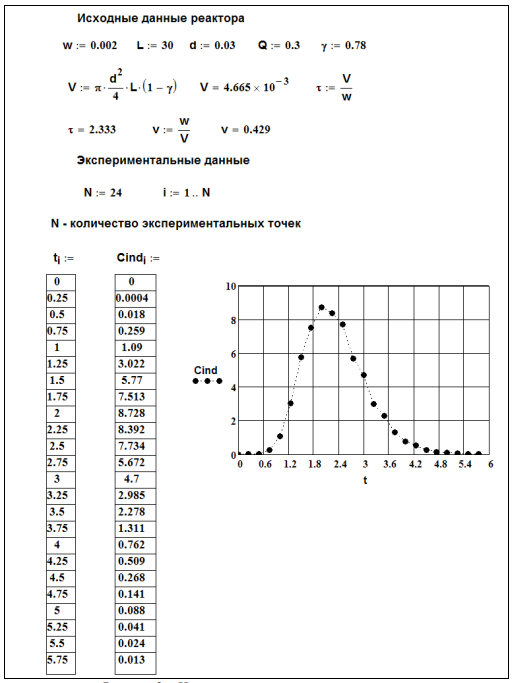 Исходные данные реактора
w := 0.002 L := 30 d := 0.03 Q := 0.3 γ := 0.78
V := π · d² / 4 · L · (1 − γ) V = 4.665 × 10⁻³ τ := V / w
τ = 2.333 v := w / V v = 0.429
Экспериментальные данные
N := 24 i := 1 .. N
N - количество экспериментальных точек
tᵢ := Cindᵢ :=
0 0
0.25 0.0004
0.5 0.018
0.75 0.259
1 1.09
1.25 3.022
1.5 5.77
1.75 7.513
2 8.728
2.25 8.392
2.5 7.734
2.75 5.672
3 4.7
3.25 2.985
3.5 2.278
3.75 1.311
4 0.762
4.25 0.509
4.5 0.268
4.75 0.141
5 0.088
5.25 0.041
5.5 0.024
5.75 0.013
10
8
6
Cind
4
2
0
0 0.6 1.2 1.8 2.4 3 3.6 4.2 4.8 5.4 6
t